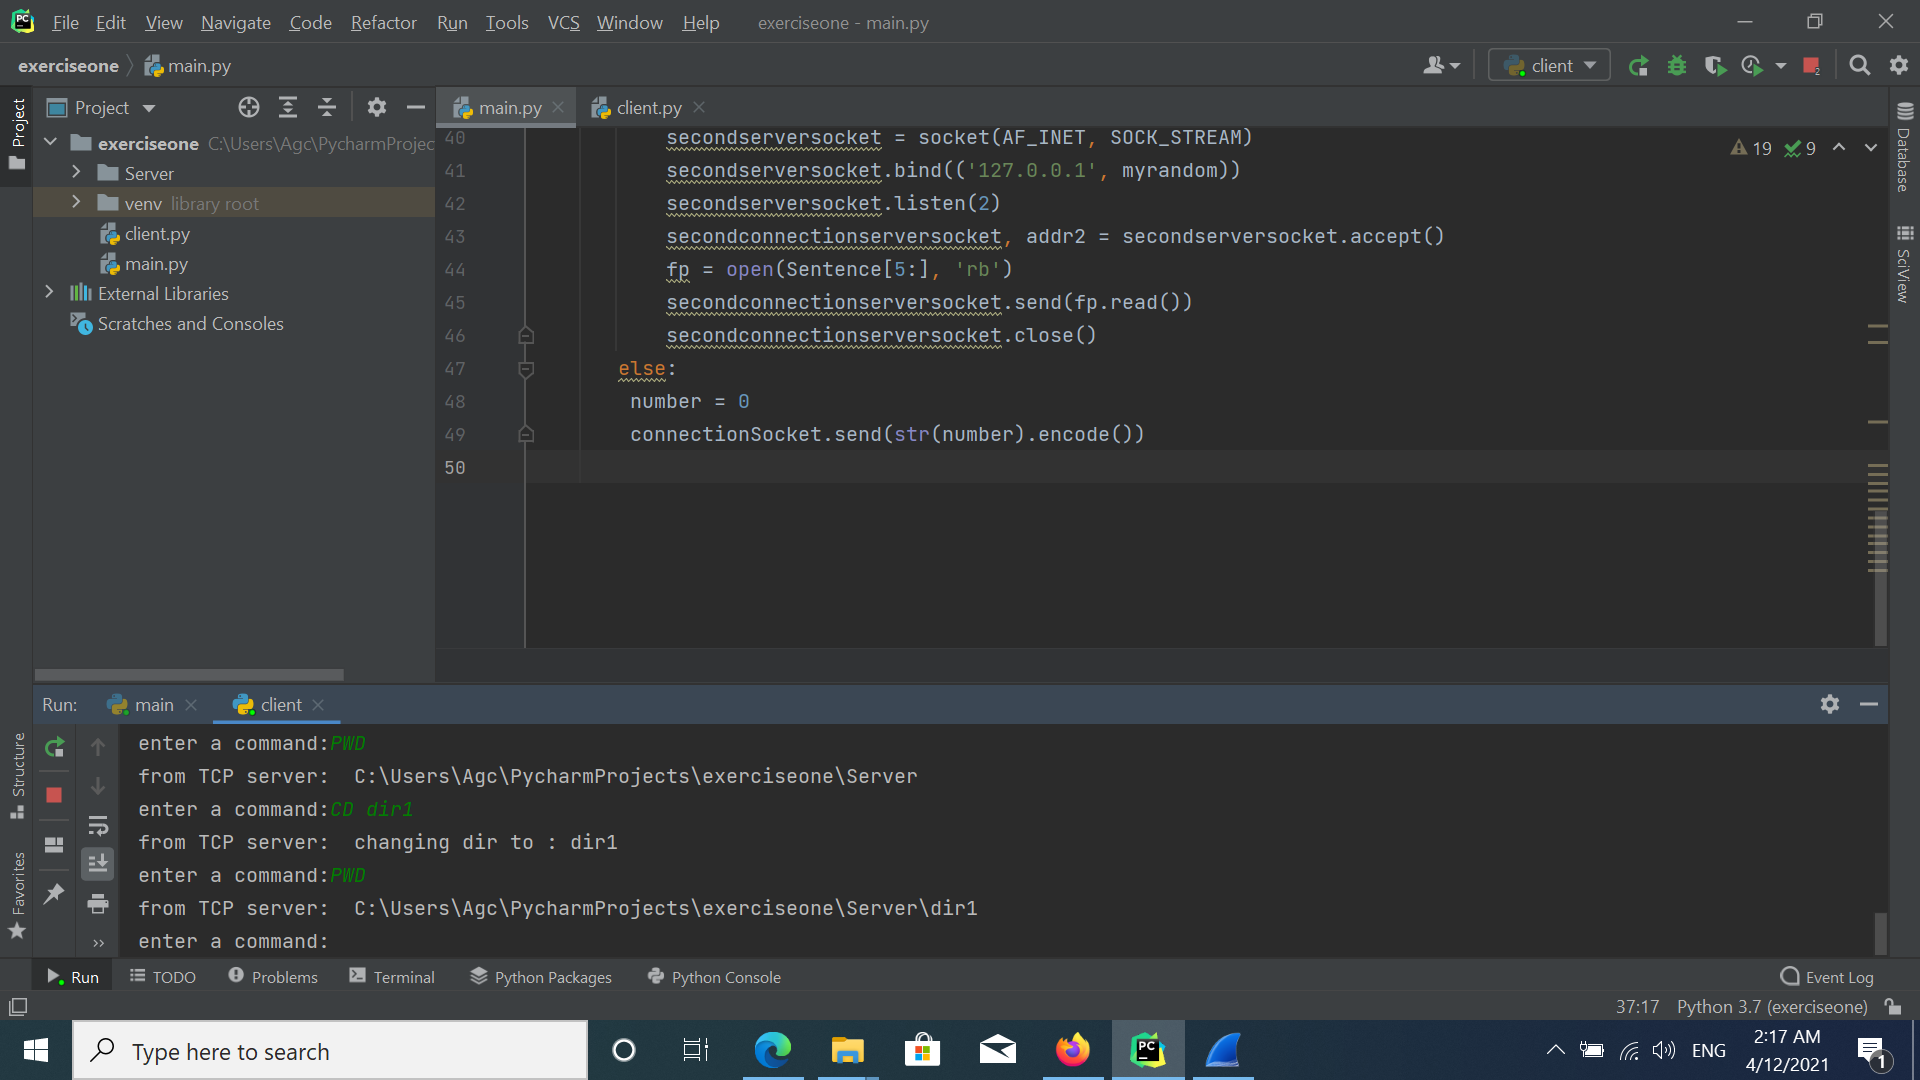 File Edit View Navigate Code Refactor Run Tools VCS Window Help exerciseone - main.py
exerciseone main.py
client
Project
main.py
client.py
exerciseone C:\Users\Agc\PycharmProjec
Server
venv library root
client.py
main.py
External Libraries
Scratches and Consoles
Project
Structure
Favorites
Database
SciView
19 9
40 secondserversocket = socket(AF_INET, SOCK_STREAM)
41 secondserversocket.bind(('127.0.0.1', myrandom))
42 secondserversocket.listen(2)
43 secondconnectionserversocket, addr2 = secondserversocket.accept()
44 fp = open(Sentence[5:], 'rb')
45 secondconnectionserversocket.send(fp.read())
46 secondconnectionserversocket.close()
47 else:
48 number = 0
49 connectionSocket.send(str(number).encode())
50
Run: main client
enter a command:PWD
from TCP server:  C:\Users\Agc\PycharmProjects\exerciseone\Server
enter a command:CD dir1
from TCP server:  changing dir to : dir1
enter a command:PWD
from TCP server:  C:\Users\Agc\PycharmProjects\exerciseone\Server\dir1
enter a command:
Run TODO Problems Terminal Python Packages Python Console Event Log
37:17 Python 3.7 (exerciseone)
Type here to search
PC
ENG
2:17 AM
4/12/2021
1